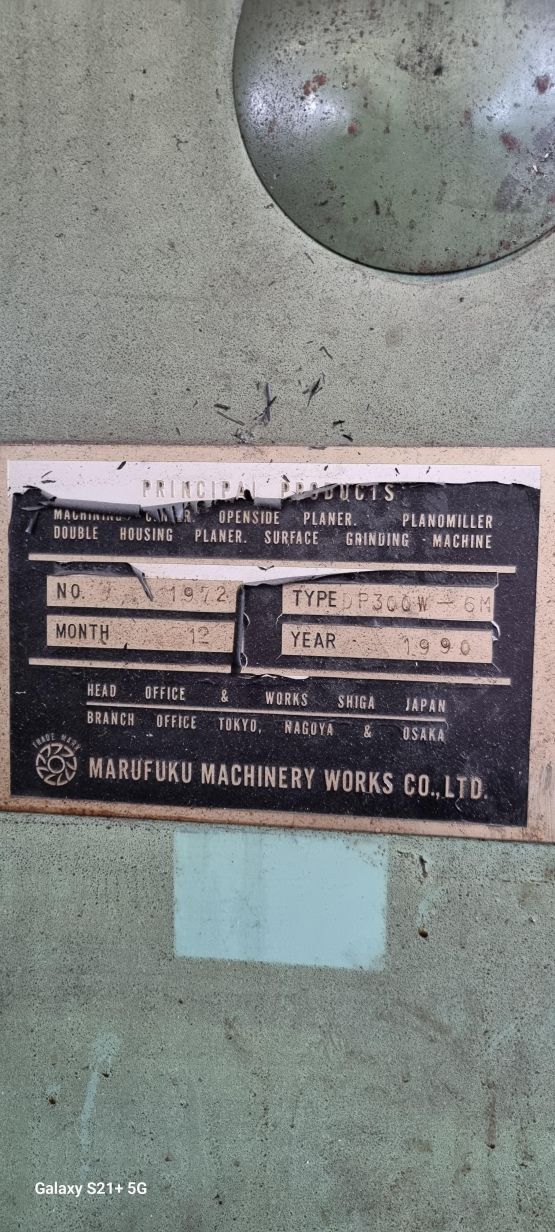 PRINCIPAL PRODUCTS
MACHINING CENTER. OPENSIDE PLANER. PLANOMILLER
DOUBLE HOUSING PLANER. SURFACE GRINDING MACHINE
NO. 1972 TYPE DP300W-6M
MONTH 12 YEAR 1990
HEAD OFFICE & WORKS SHIGA JAPAN
BRANCH OFFICE TOKYO, NAGOYA & OSAKA
TRADE MARK
MARUFUKU MACHINERY WORKS CO.,LTD.
Galaxy S21+ 5G